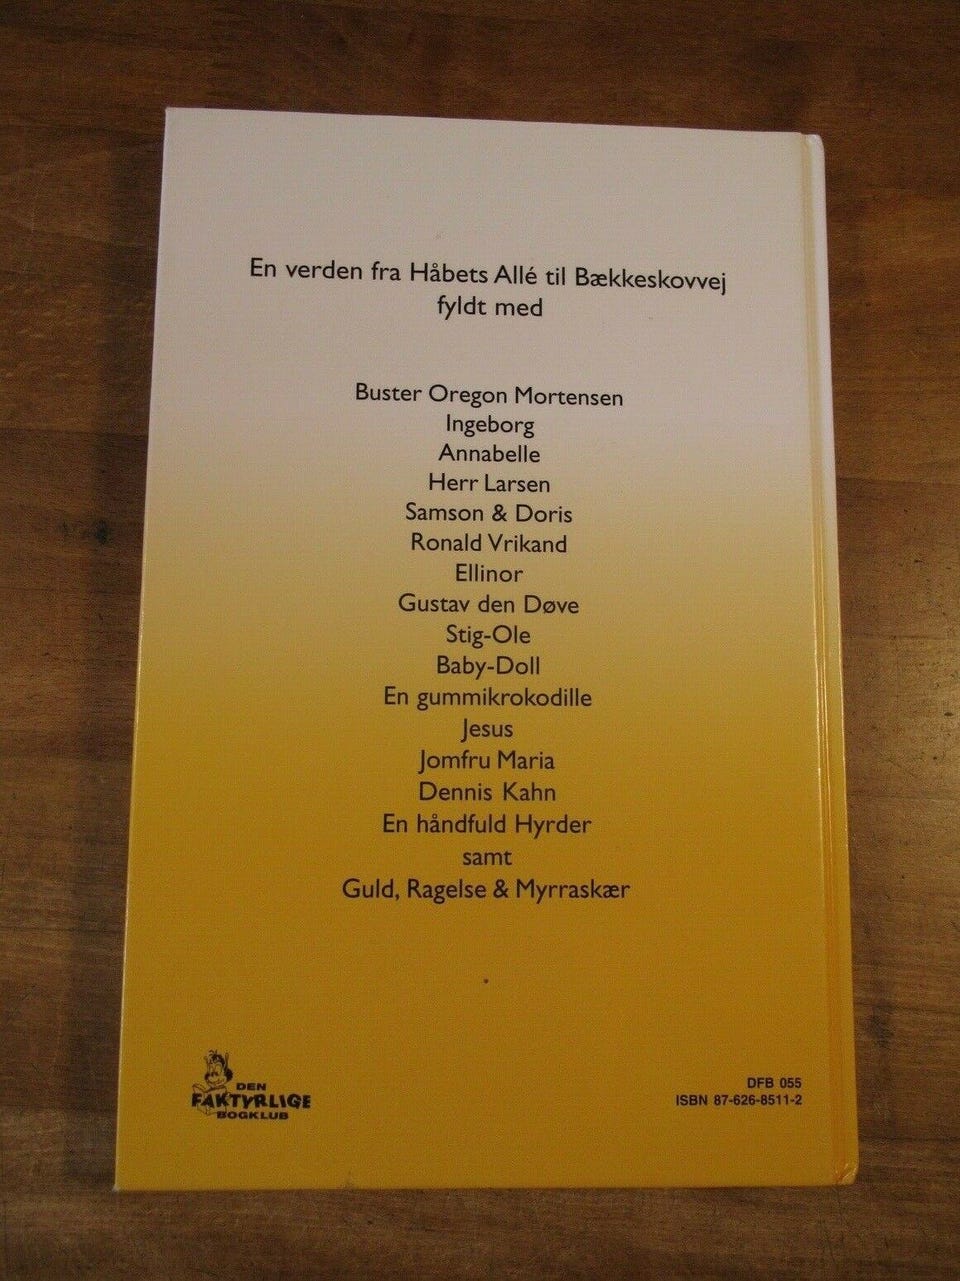 En verden fra Håbets Allé til Bækkeskovvej
fyldt med
Buster Oregon Mortensen
Ingeborg
Annabelle
Herr Larsen
Samson & Doris
Ronald Vrikand
Ellinor
Gustav den Døve
Stig-Ole
Baby-Doll
En gummikrokodille
Jesus
Jomfru Maria
Dennis Kahn
En håndfuld Hyrder
samt
Guld, Ragelse & Myrraskær
DEN
FAKTYRLIGE
BOGKLUB
DFB 055
ISBN 87-626-8511-2